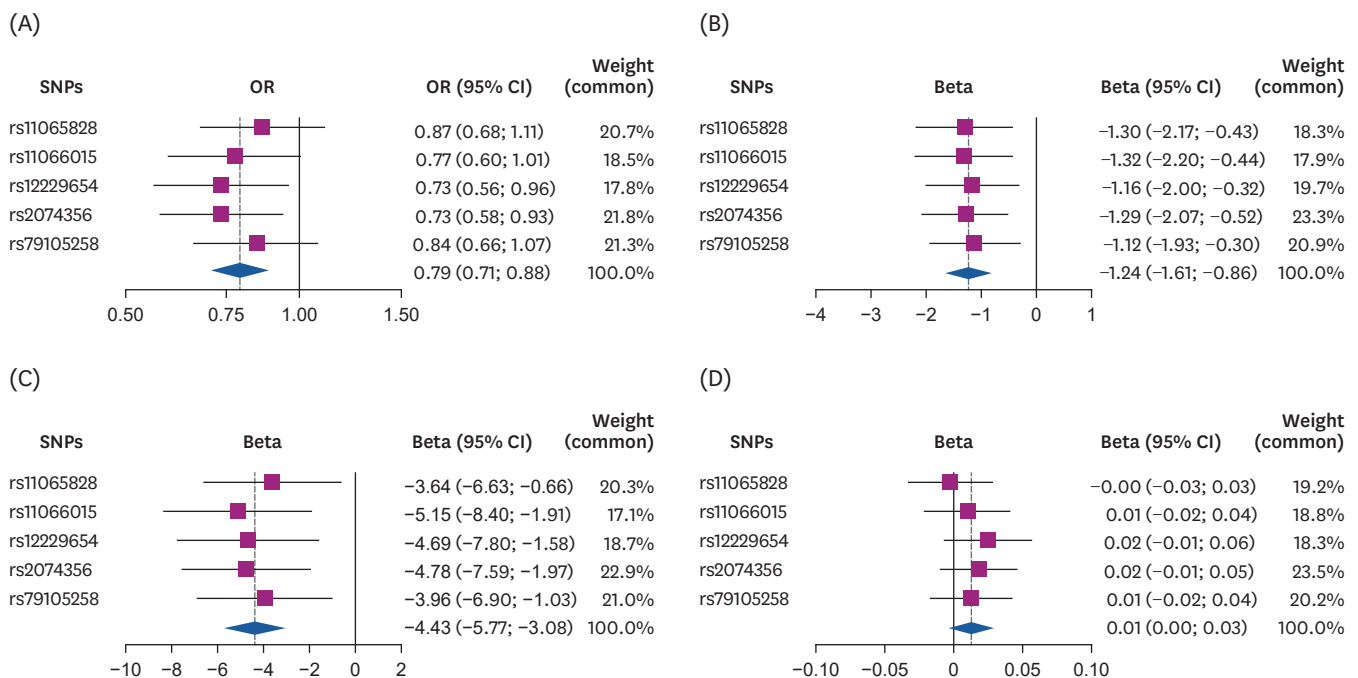 (A)
SNPs OR OR (95% CI) Weight (common)
rs11065828 0.87 (0.68; 1.11) 20.7%
rs11066015 0.77 (0.60; 1.01) 18.5%
rs12229654 0.73 (0.56; 0.96) 17.8%
rs2074356 0.73 (0.58; 0.93) 21.8%
rs79105258 0.84 (0.66; 1.07) 21.3%
0.79 (0.71; 0.88) 100.0%
0.50 0.75 1.00 1.50
(B)
SNPs Beta Beta (95% CI) Weight (common)
rs11065828 −1.30 (−2.17; −0.43) 18.3%
rs11066015 −1.32 (−2.20; −0.44) 17.9%
rs12229654 −1.16 (−2.00; −0.32) 19.7%
rs2074356 −1.29 (−2.07; −0.52) 23.3%
rs79105258 −1.12 (−1.93; −0.30) 20.9%
−1.24 (−1.61; −0.86) 100.0%
−4 −3 −2 −1 0 1
(C)
SNPs Beta Beta (95% CI) Weight (common)
rs11065828 −3.64 (−6.63; −0.66) 20.3%
rs11066015 −5.15 (−8.40; −1.91) 17.1%
rs12229654 −4.69 (−7.80; −1.58) 18.7%
rs2074356 −4.78 (−7.59; −1.97) 22.9%
rs79105258 −3.96 (−6.90; −1.03) 21.0%
−4.43 (−5.77; −3.08) 100.0%
−10 −8 −6 −4 −2 0 2
(D)
SNPs Beta Beta (95% CI) Weight (common)
rs11065828 −0.00 (−0.03; 0.03) 19.2%
rs11066015 0.01 (−0.02; 0.04) 18.8%
rs12229654 0.02 (−0.01; 0.06) 18.3%
rs2074356 0.02 (−0.01; 0.05) 23.5%
rs79105258 0.01 (−0.02; 0.04) 20.2%
0.01 (0.00; 0.03) 100.0%
−0.10 −0.05 0 0.05 0.10